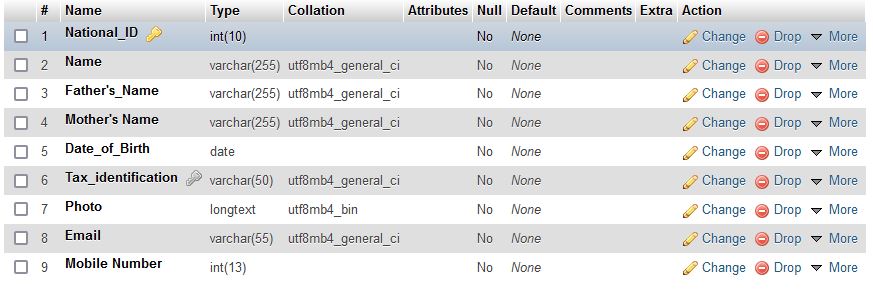 # Name Type Collation Attributes Null Default Comments Extra Action
1 National_ID int(10) No None Change Drop More
2 Name varchar(255) utf8mb4_general_ci No None Change Drop More
3 Father's_Name varchar(255) utf8mb4_general_ci No None Change Drop More
4 Mother's Name varchar(255) utf8mb4_general_ci No None Change Drop More
5 Date_of_Birth date No None Change Drop More
6 Tax_identification varchar(50) utf8mb4_general_ci No None Change Drop More
7 Photo longtext utf8mb4_bin No None Change Drop More
8 Email varchar(55) utf8mb4_general_ci No None Change Drop More
9 Mobile Number int(13) No None Change Drop More